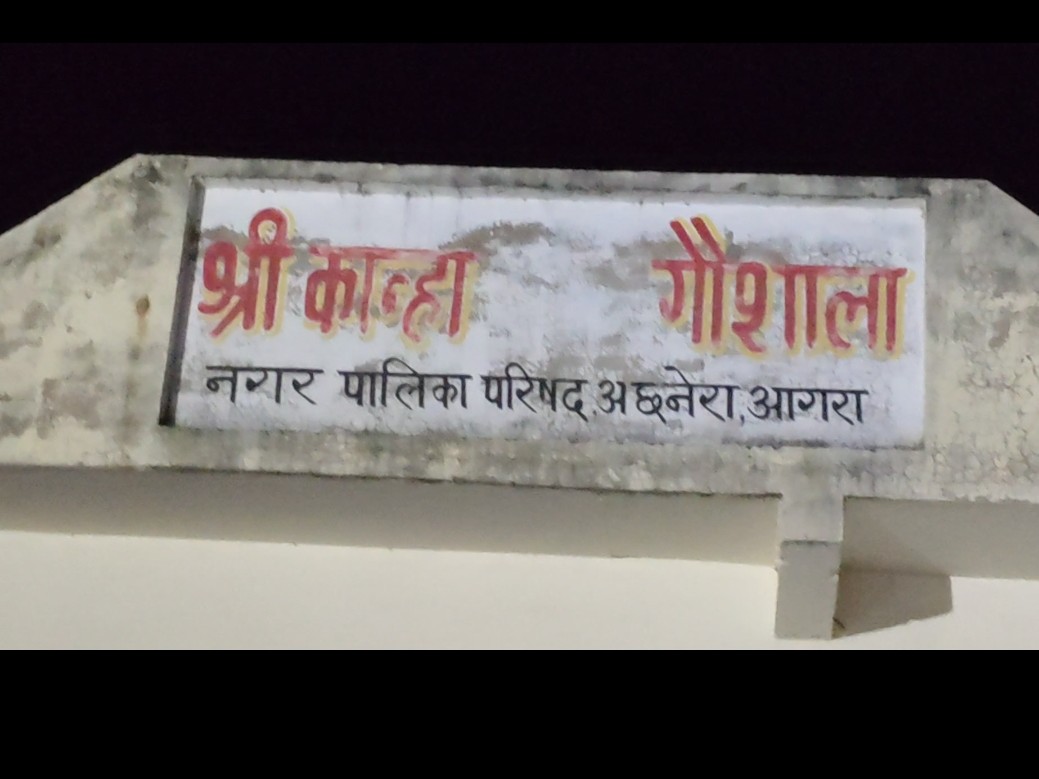 श्री कान्हा गौशाला
नगर पालिका परिषद, अछनेरा, आगरा